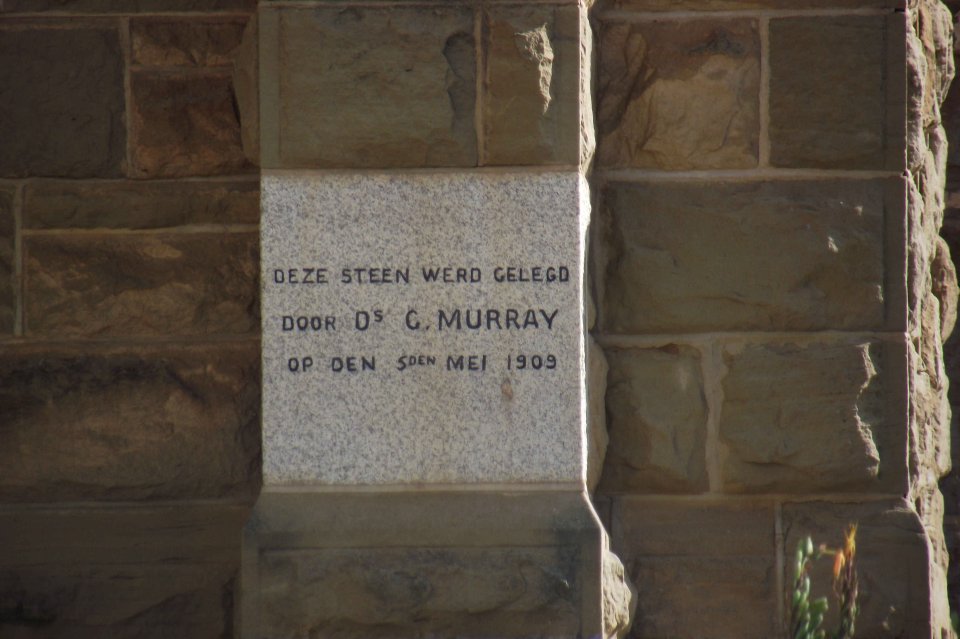 DEZE STEEN WERD GELEGD
DOOR DS G. MURRAY
OP DEN 5DEN MEI 1909